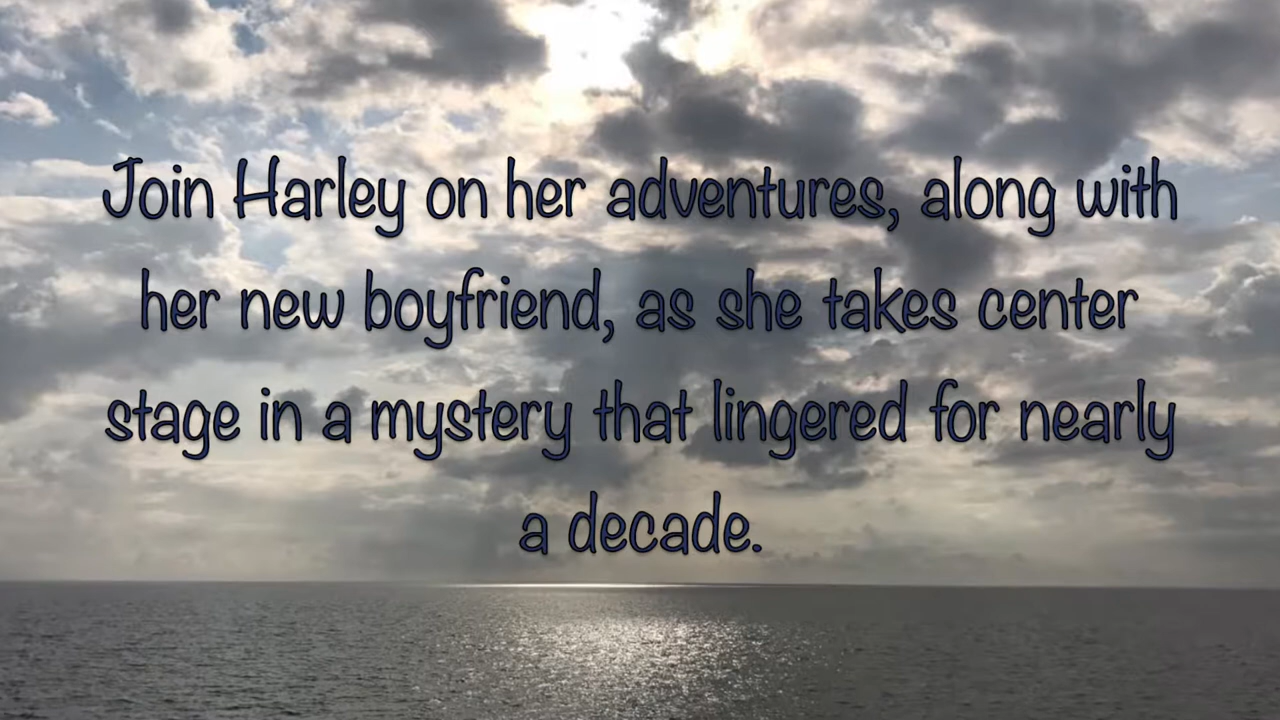 Join Harley on her adventures, along with
her new boyfriend, as she takes center
stage in a mystery that lingered for nearly
a decade.